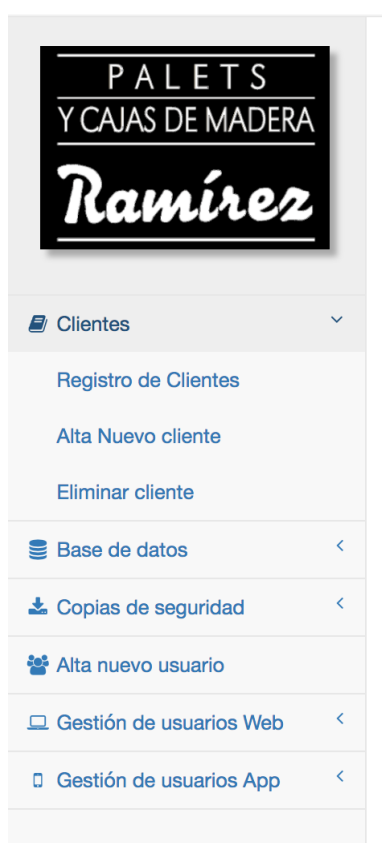 PALETS
Y CAJAS DE MADERA
Ramírez
Clientes
Registro de Clientes
Alta Nuevo cliente
Eliminar cliente
Base de datos
Copias de seguridad
Alta nuevo usuario
Gestión de usuarios Web
Gestión de usuarios App